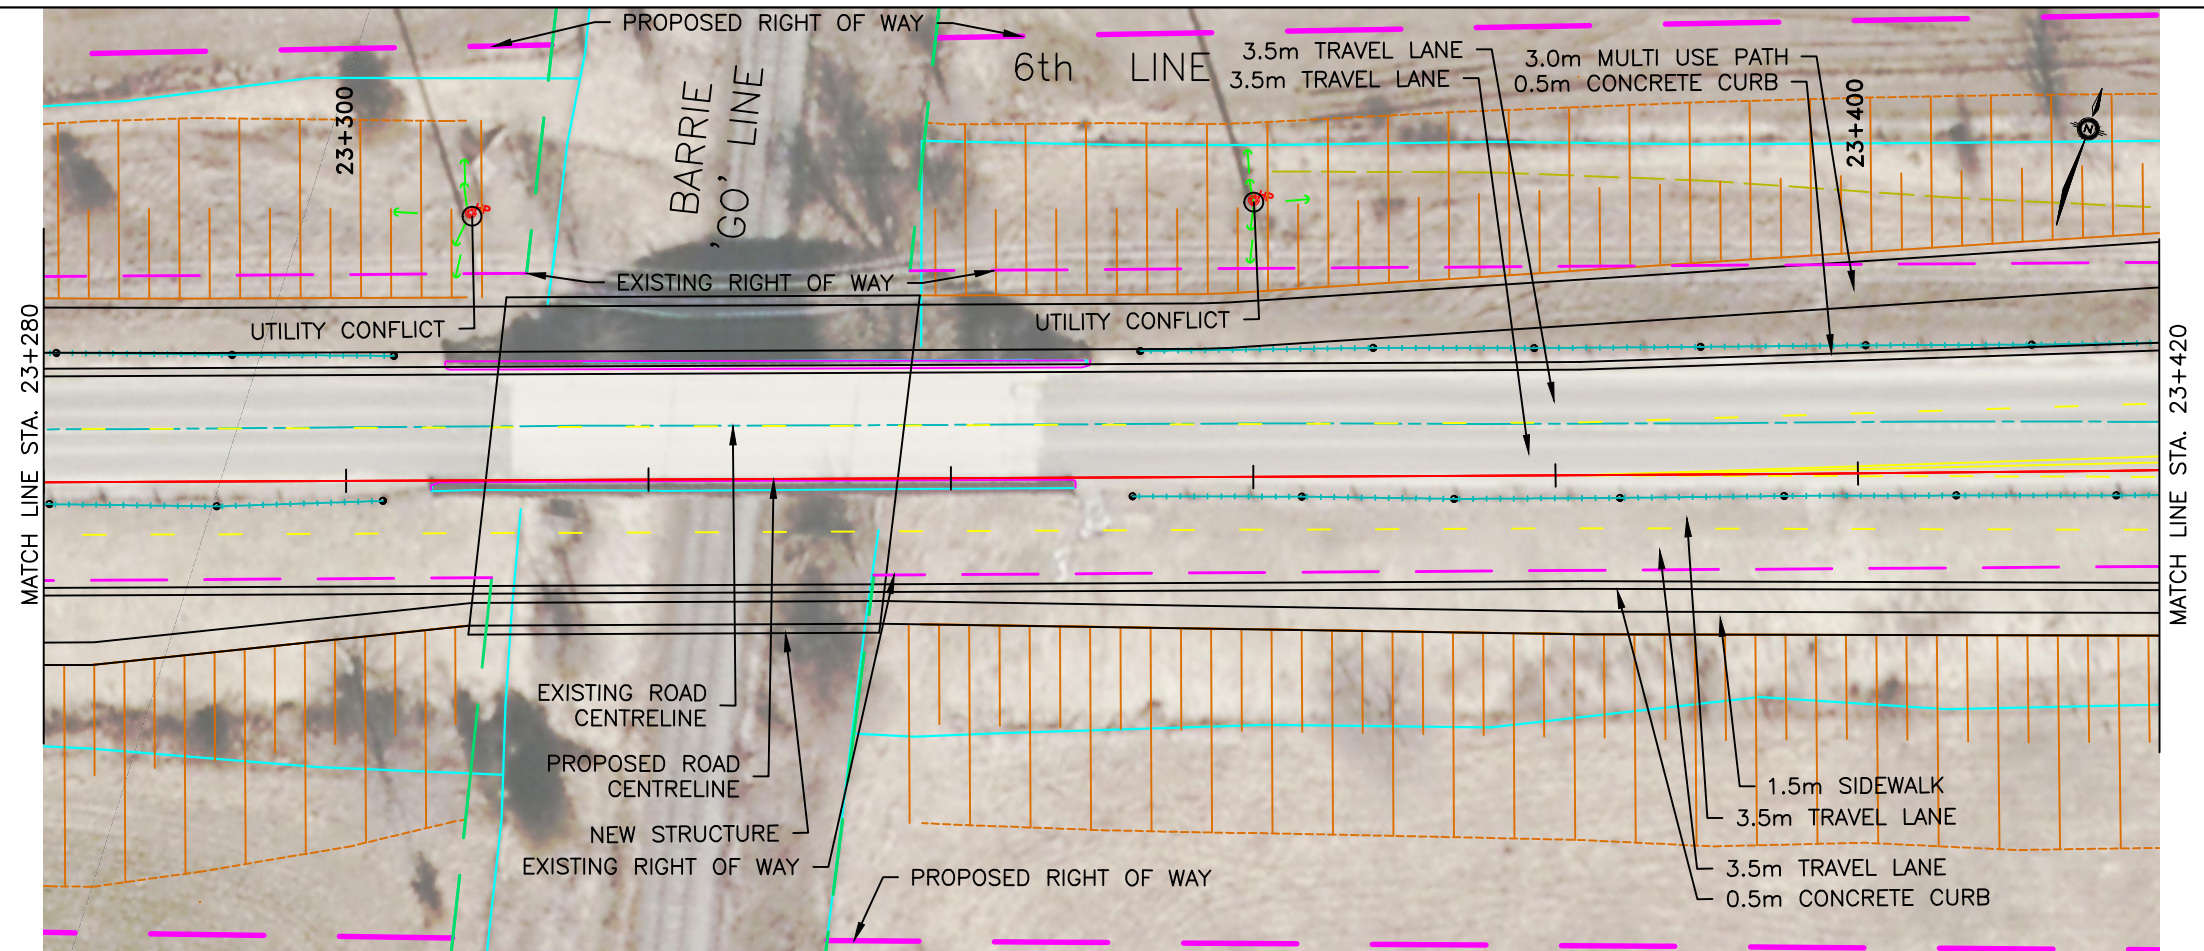 PROPOSED RIGHT OF WAY
6th LINE
3.5m TRAVEL LANE
3.5m TRAVEL LANE
3.0m MULTI USE PATH
0.5m CONCRETE CURB
23+300
BARRIE
'GO' LINE
23+400
N
EXISTING RIGHT OF WAY
UTILITY CONFLICT
UTILITY CONFLICT
MATCH LINE STA. 23+280
MATCH LINE STA. 23+420
EXISTING ROAD
CENTRELINE
PROPOSED ROAD
CENTRELINE
NEW STRUCTURE
EXISTING RIGHT OF WAY
PROPOSED RIGHT OF WAY
1.5m SIDEWALK
3.5m TRAVEL LANE
3.5m TRAVEL LANE
0.5m CONCRETE CURB